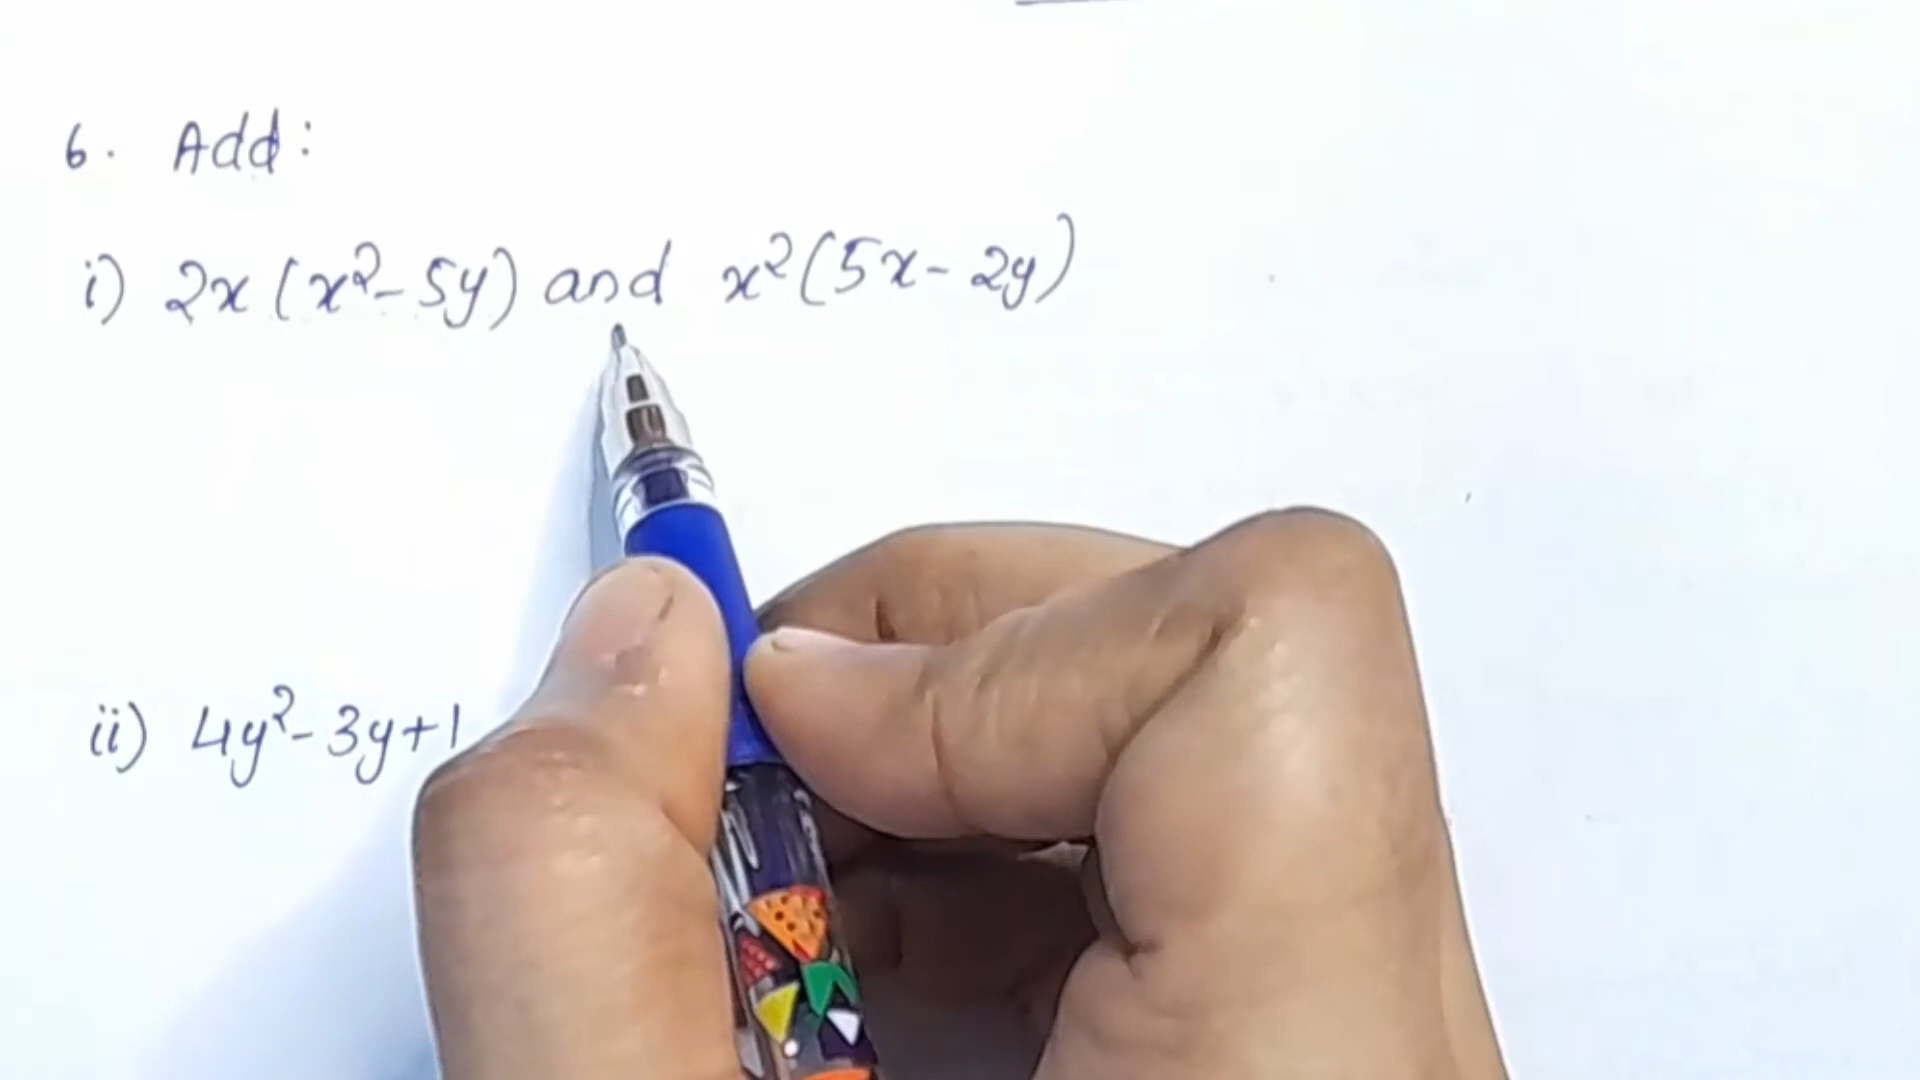 6. Add:
i) 2x (x²- 5y) and x²(5x- 2y)
ii) 4y²- 3y+1